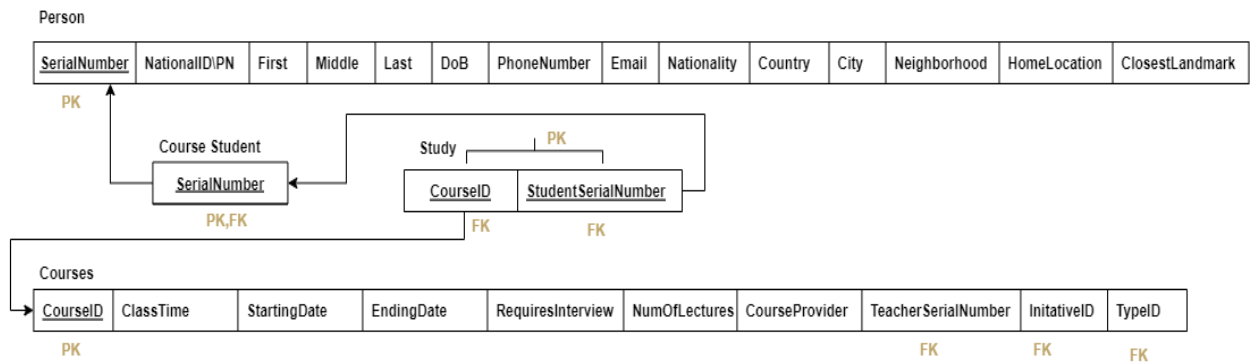 Person
SerialNumber NationalID\PN First Middle Last DoB PhoneNumber Email Nationality Country City Neighborhood HomeLocation ClosestLandmark
PK
Course Student
SerialNumber
PK,FK
Study
PK
CourseID StudentSerialNumber
FK FK
Courses
CourseID ClassTime StartingDate EndingDate RequiresInterview NumOfLectures CourseProvider TeacherSerialNumber InitativeID TypeID
PK FK FK FK